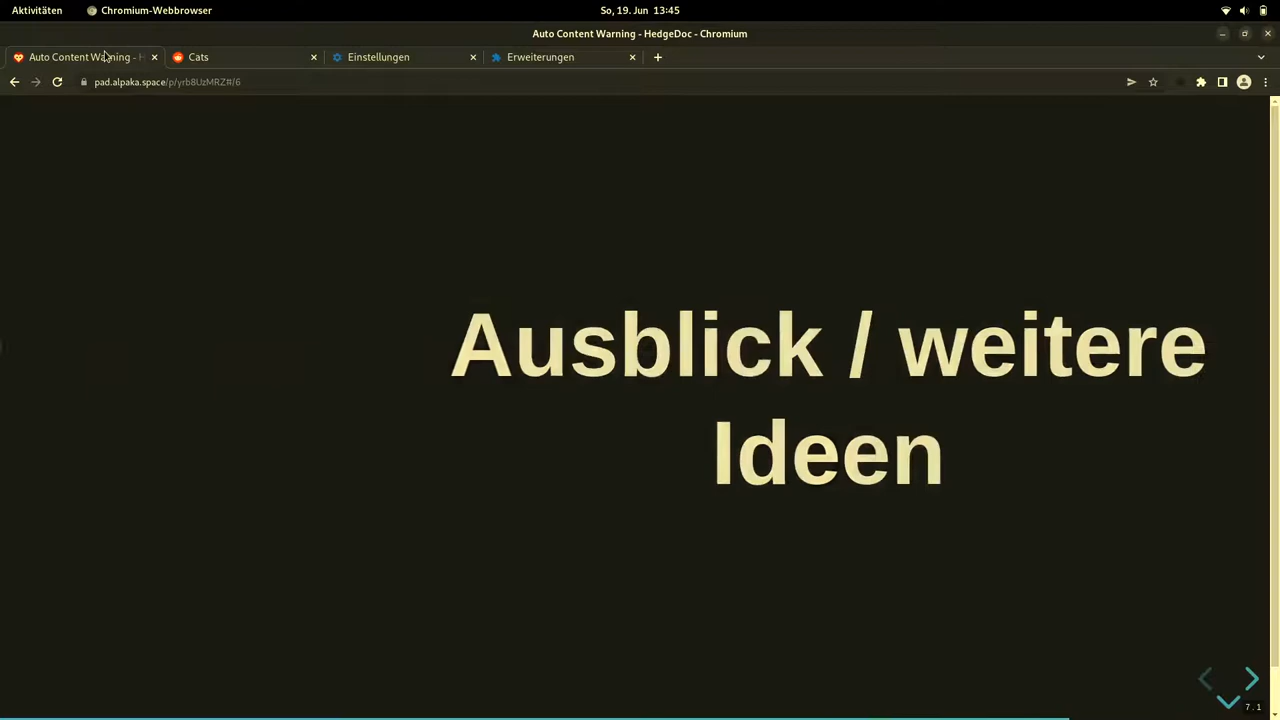 Aktivitäten
Chromium-Webbrowser
So, 19. Jun 13:45
Auto Content Warning - HedgeDoc - Chromium
Auto Content Warning - H
Cats
Einstellungen
Erweiterungen
pad.alpaka.space/p/yrb8UzMRZ#/6
Ausblick / weitere
Ideen
7.1